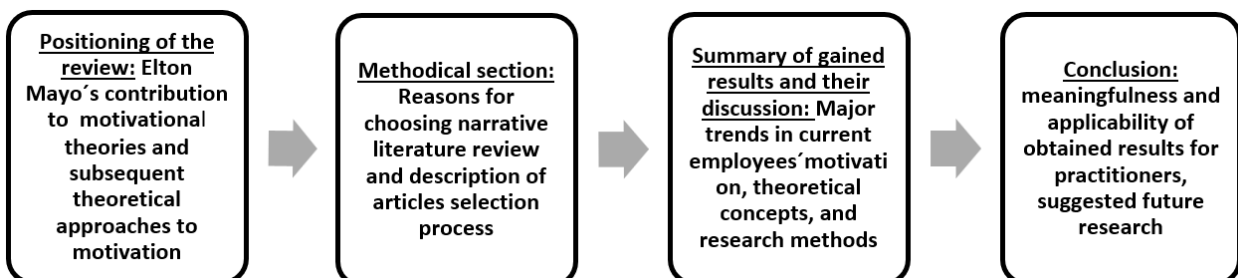 Positioning of the
review: Elton
Mayo´s contribution
to motivational
theories and
subsequent
theoretical
approaches to
motivation
Methodical section:
Reasons for
choosing narrative
literature review
and description of
articles selection
process
Summary of gained
results and their
discussion: Major
trends in current
employees´motivati
on, theoretical
concepts, and
research methods
Conclusion:
meaningfulness and
applicability of
obtained results for
practitioners,
suggested future
research